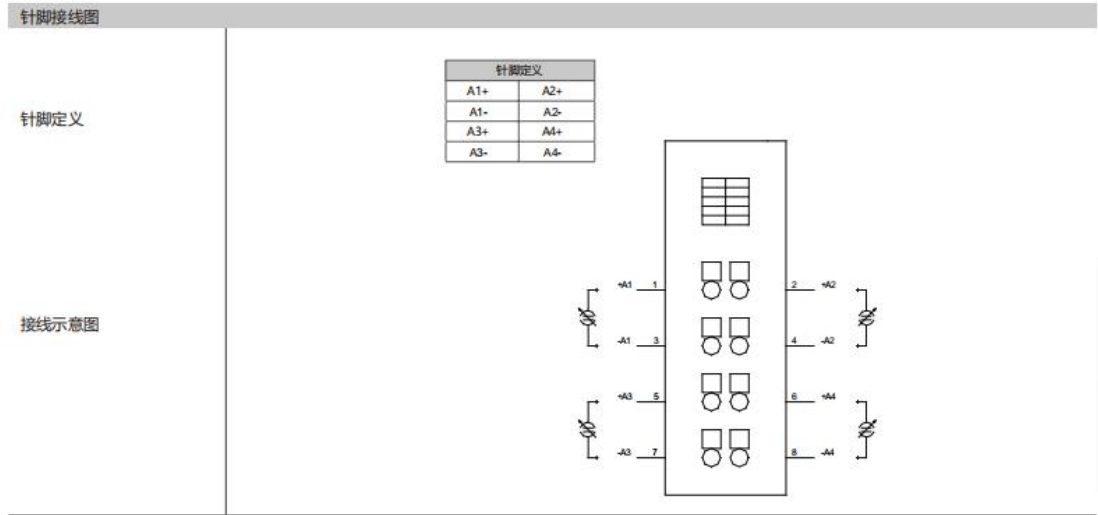 针脚接线图
针脚定义
针脚定义
A1+ A2+
A1- A2-
A3+ A4+
A3- A4-
接线示意图
+A1 1 2 +A2
-A1 3 4 -A2
+A3 5 6 +A4
-A3 7 8 -A4